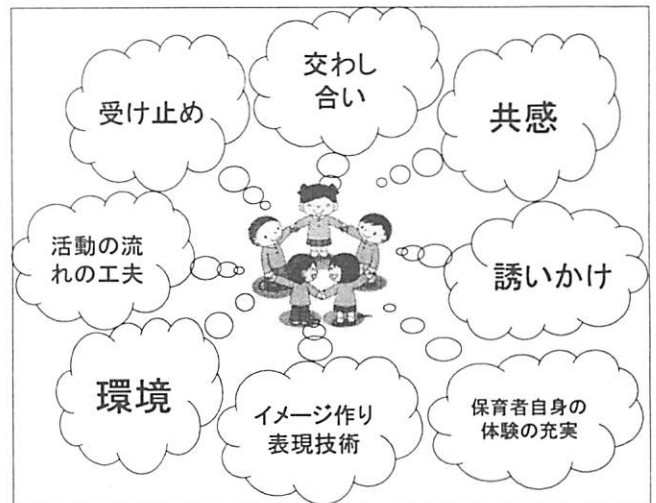 交わし
合い
受け止め
共感
活動の流
れの工夫
誘いかけ
環境
イメージ作り
表現技術
保育者自身の
体験の充実